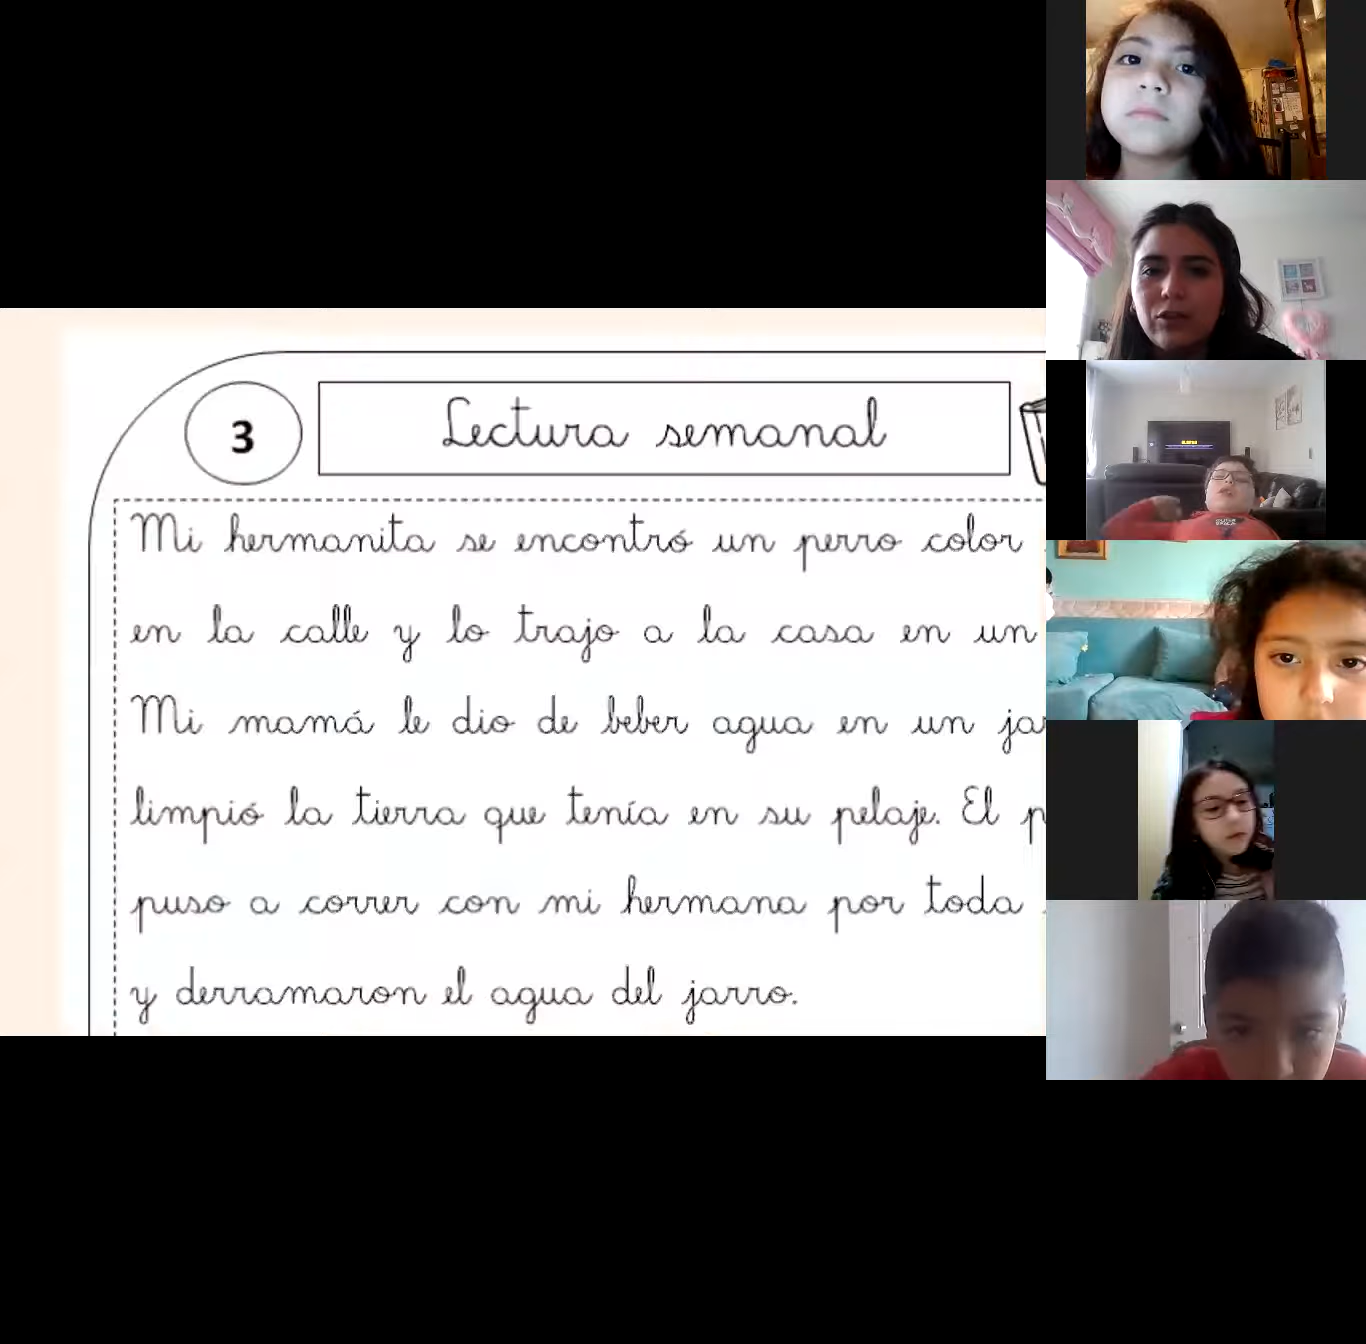 3
Lectura semanal
Mi hermanita se encontró un perro color
en la calle y lo trajo a la casa en un
Mi mamá le dio de beber agua en un
limpió la tierra que tenía en su pelaje. El
puso a correr con mi hermana por toda
y derramaron el agua del jarro.